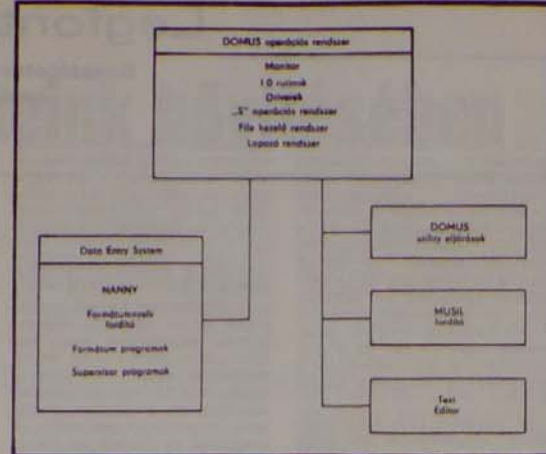 DOMUS operációs rendszer
Monitor
I O rutinok
Driverek
„S" operációs rendszer
File kezelő rendszer
Lapozó rendszer
Data Entry System
NANNY
Formátumnyelv
fordító
Formátum programok
Supervisor programok
DOMUS
utility eljárások
MUSIL
fordító
Text
Editor